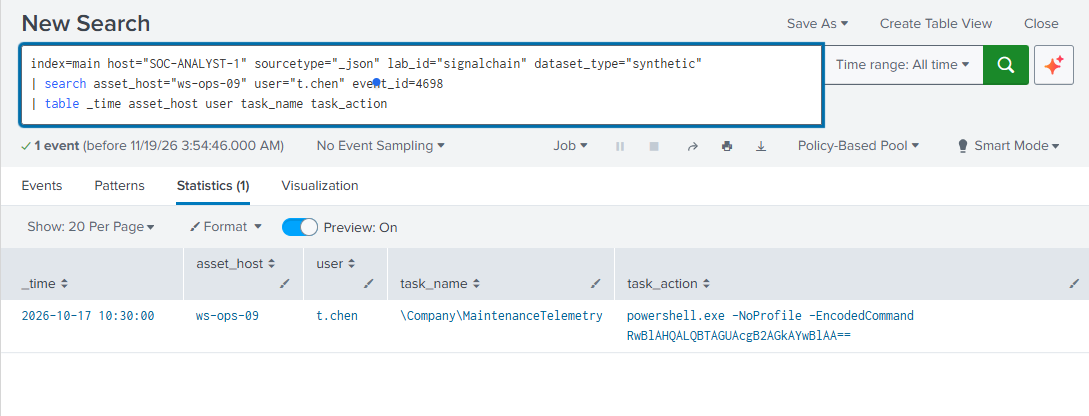 New Search
Save As Create Table View Close
index=main host="SOC-ANALYST-1" sourcetype="_json" lab_id="signalchain" dataset_type="synthetic"
| search asset_host="ws-ops-09" user="t.chen" event_id=4698
| table _time asset_host user task_name task_action
Time range: All time
1 event (before 11/19/26 3:54:46.000 AM) No Event Sampling Job Policy-Based Pool Smart Mode
Events Patterns Statistics (1) Visualization
Show: 20 Per Page Format Preview: On
_time asset_host user task_name task_action
2026-10-17 10:30:00 ws-ops-09 t.chen \Company\MaintenanceTelemetry powershell.exe -NoProfile -EncodedCommand
RwBlAHQALQBTAGUAcgB2AGkAYwBlAA==